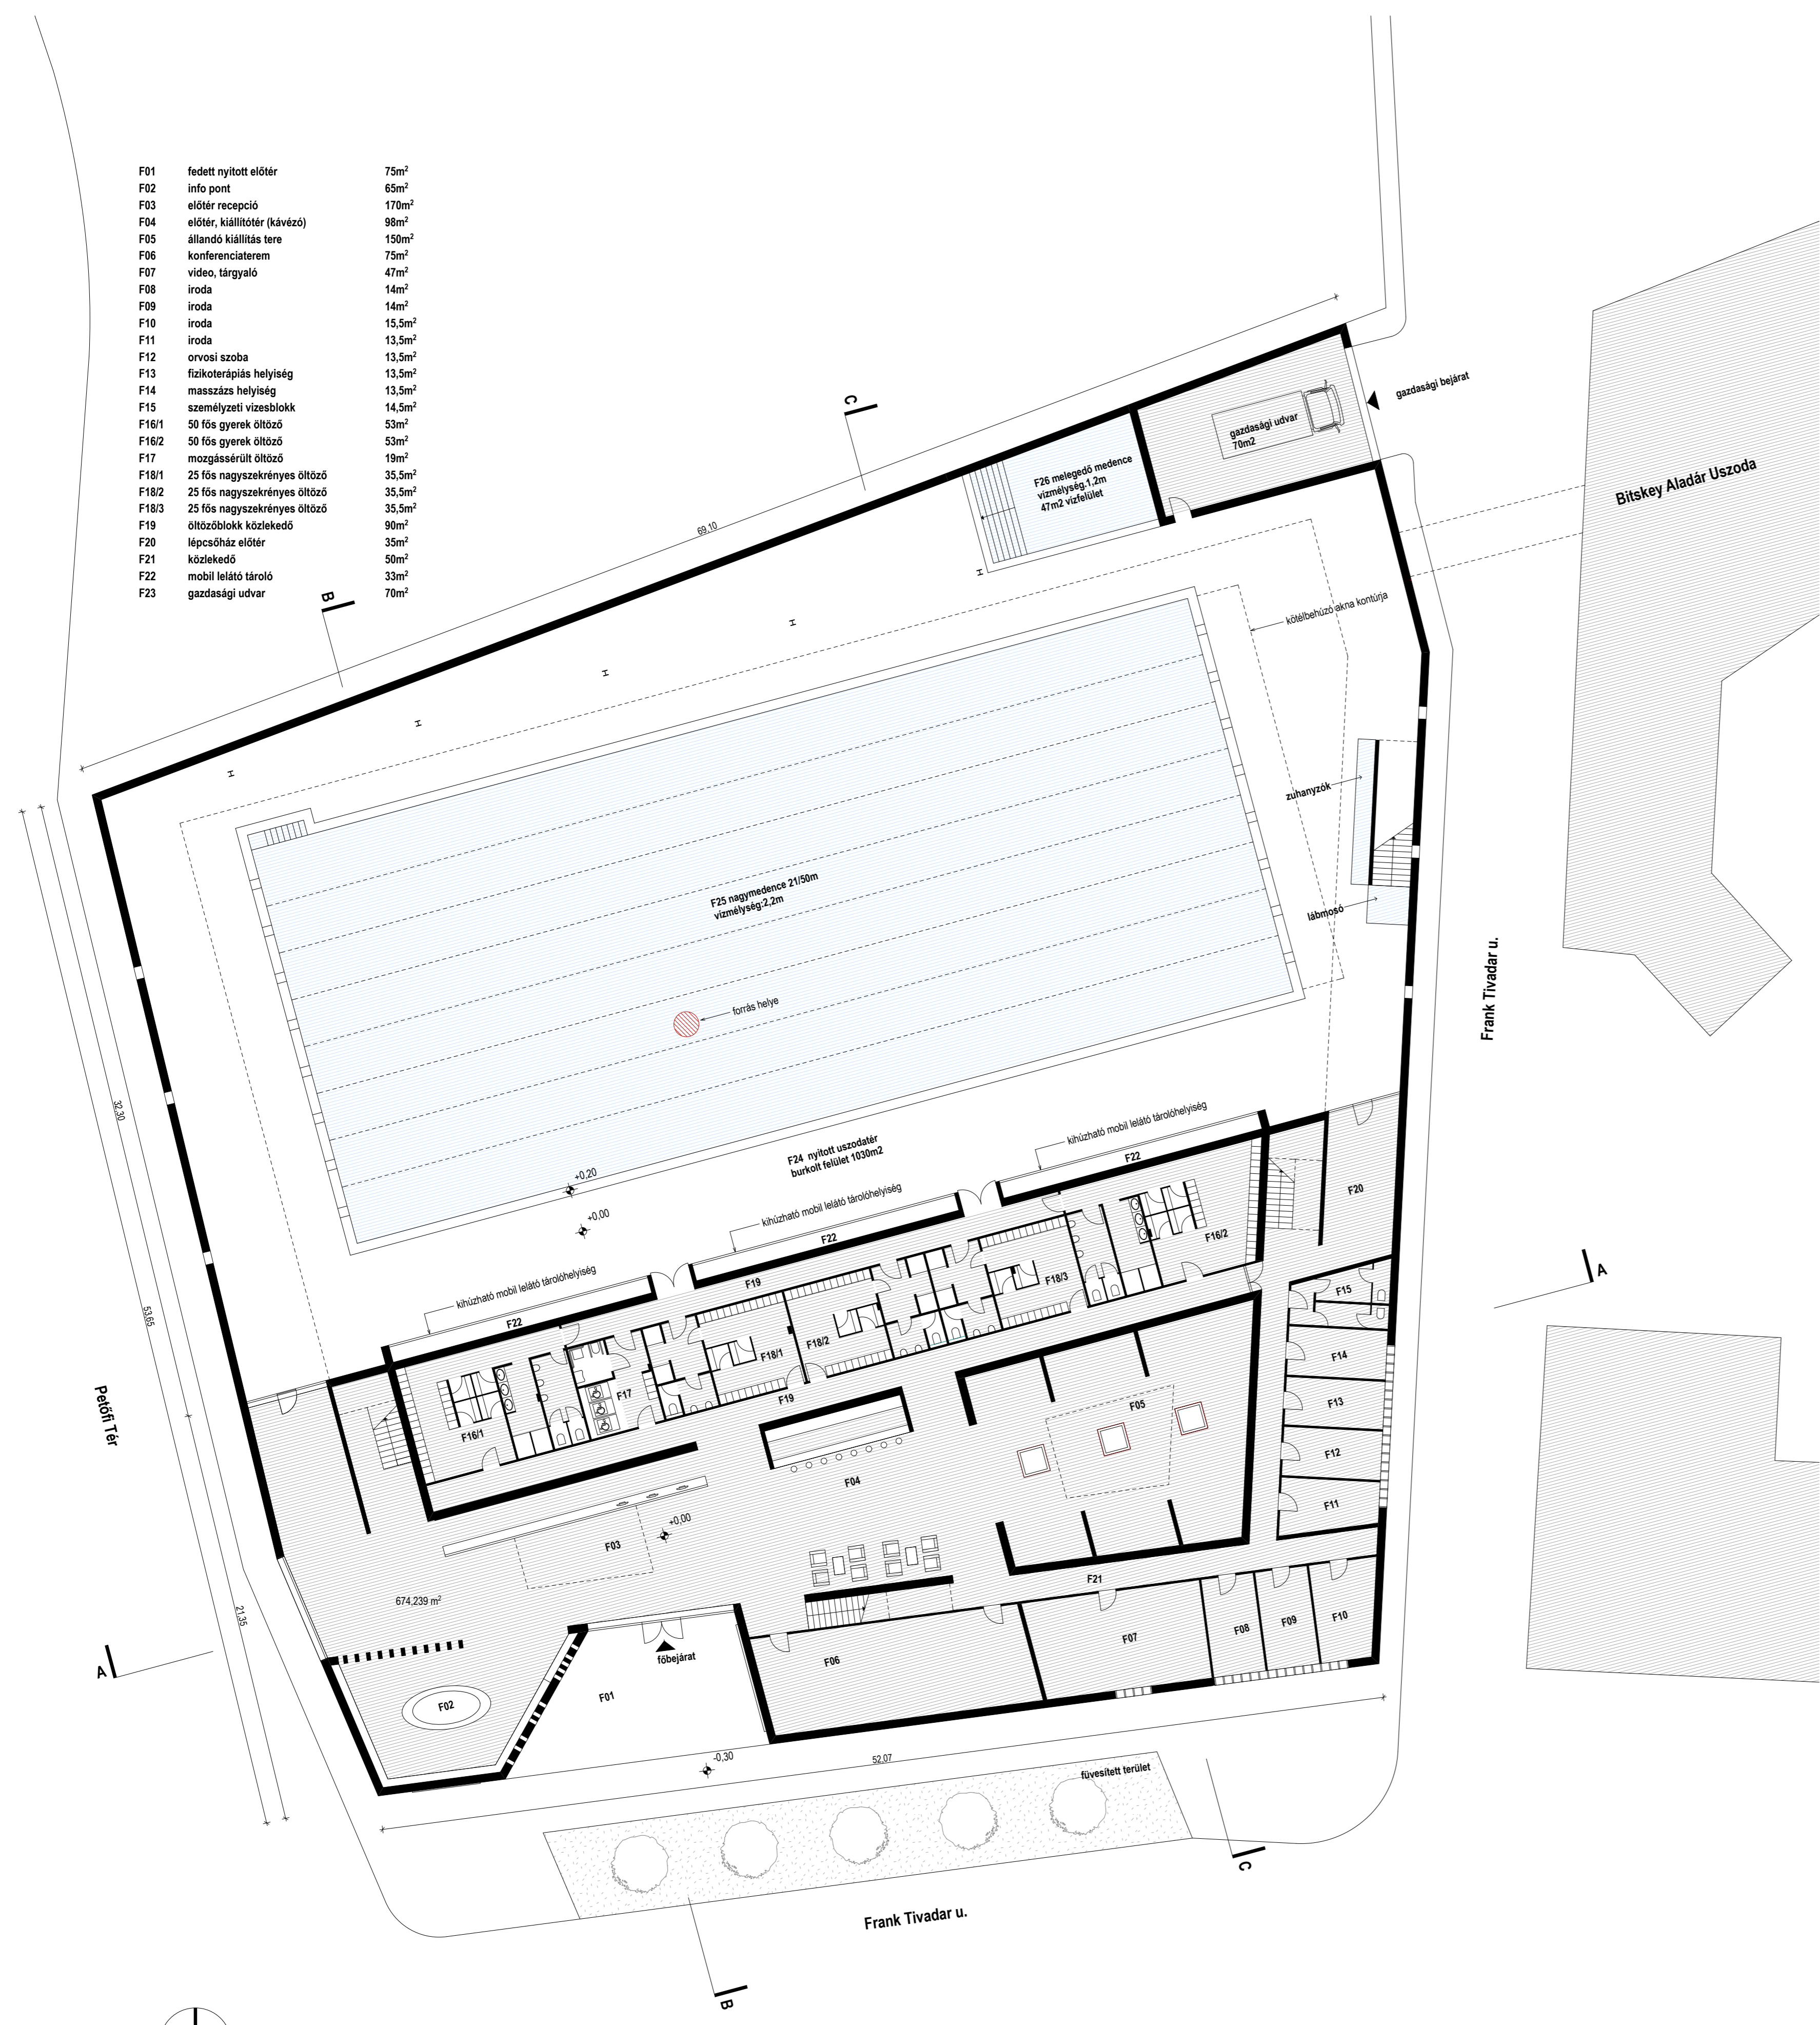 F01 fedett nyitott előtér 75m²
F02 info pont 65m²
F03 előtér recepció 170m²
F04 előtér, kiállítótér (kávézó) 98m²
F05 állandó kiállítás tere 150m²
F06 konferenciaterem 75m²
F07 video, tárgyaló 47m²
F08 iroda 14m²
F09 iroda 14m²
F10 iroda 15,5m²
F11 iroda 13,5m²
F12 orvosi szoba 13,5m²
F13 fizikoterápiás helyiség 13,5m²
F14 masszázs helyiség 13,5m²
F15 személyzeti vizesblokk 14,5m²
F16/1 50 fős gyerek öltöző 53m²
F16/2 50 fős gyerek öltöző 53m²
F17 mozgássérült öltöző 19m²
F18/1 25 fős nagyszekrényes öltöző 35,5m²
F18/2 25 fős nagyszekrényes öltöző 35,5m²
F18/3 25 fős nagyszekrényes öltöző 35,5m²
F19 öltözőblokk közlekedő 90m²
F20 lépcsőház előtér 35m²
F21 közlekedő 50m²
F22 mobil lelátó tároló 33m²
F23 gazdasági udvar 70m²
gazdasági bejárat
C
gazdasági udvar
70m2
F26 melegedő medence
vízmélység.1,2m
47m2 vízfelület
Bitskey Aladár Uszoda
69,10
B
kötélbehúzó akna kontúrja
H
H
H
H
H
zuhanyzók
F25 nagymedence 21/50m
vízmélység:2,2m
lábmosó
Frank Tivadar u.
forrás helye
32,30
kihúzható mobil lelátó tárolóhelyiség
F24 nyitott uszodatér
burkolt felület 1030m2
F22
+0,20
+0,00
F20
kihúzható mobil lelátó tárolóhelyiség
F22
F16/2
A
kihúzható mobil lelátó tárolóhelyiség
F19
F18/3
F15
53,65
F22
F18/2
F18/1
F14
F17
F19
F05
F13
Petőfi Tér
F16/1
F12
F04
F11
+0,00
F03
F21
674,239 m²
21,35
F10
F09
F08
F07
főbejárat
F06
A
F01
F02
-0,30
52,07
füvesített terület
C
Frank Tivadar u.
B